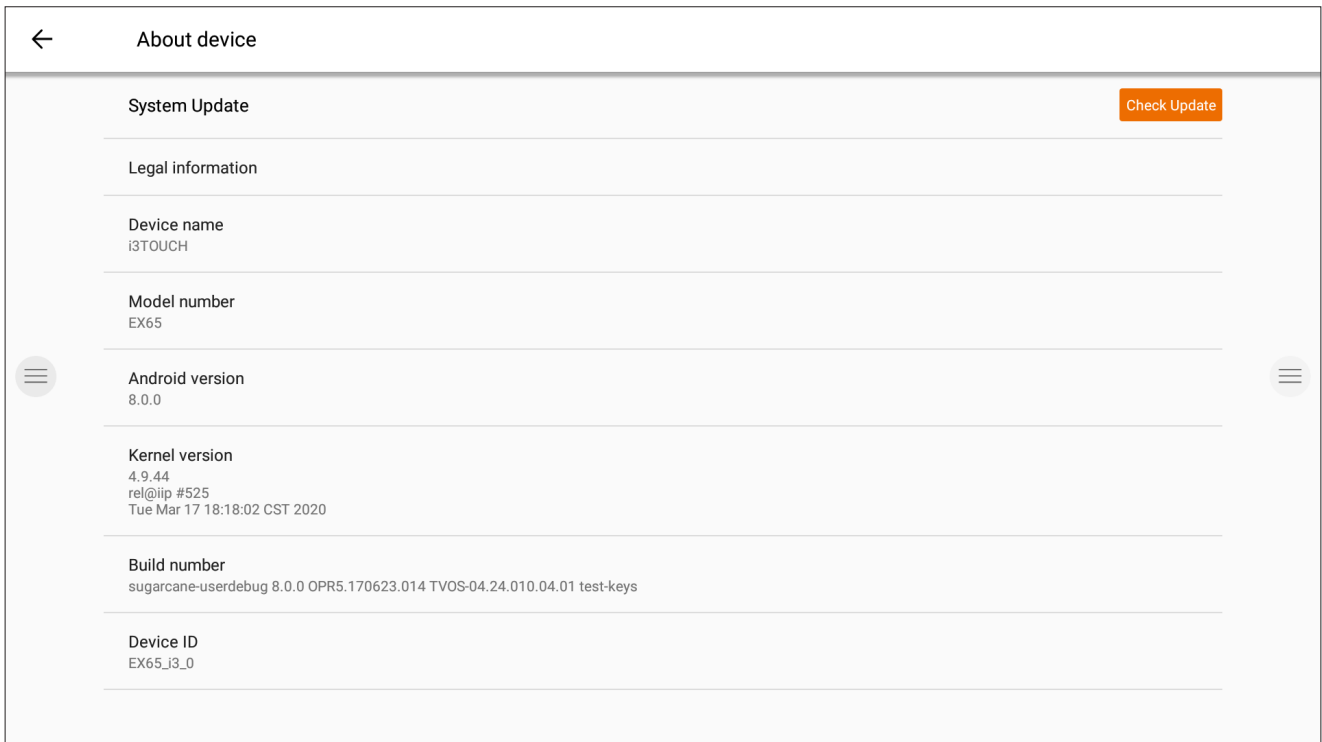 About device
System Update
Check Update
Legal information
Device name
i3TOUCH
Model number
EX65
Android version
8.0.0
Kernel version
4.9.44
rel@iip #525
Tue Mar 17 18:18:02 CST 2020
Build number
sugarcane-userdebug 8.0.0 OPR5.170623.014 TVOS-04.24.010.04.01 test-keys
Device ID
EX65_i3_0